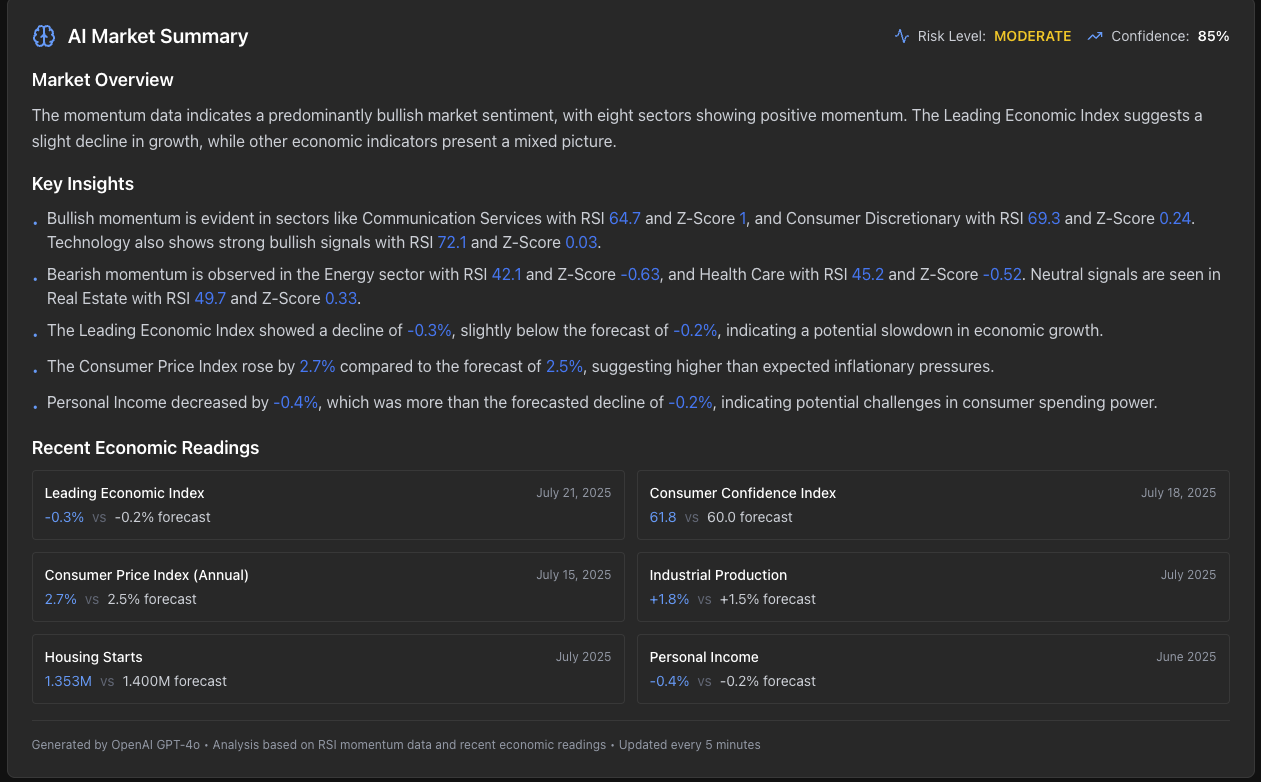 AI Market Summary
Risk Level: MODERATE Confidence: 85%
Market Overview
The momentum data indicates a predominantly bullish market sentiment, with eight sectors showing positive momentum. The Leading Economic Index suggests a
slight decline in growth, while other economic indicators present a mixed picture.
Key Insights
• Bullish momentum is evident in sectors like Communication Services with RSI 64.7 and Z-Score 1, and Consumer Discretionary with RSI 69.3 and Z-Score 0.24.
Technology also shows strong bullish signals with RSI 72.1 and Z-Score 0.03.
• Bearish momentum is observed in the Energy sector with RSI 42.1 and Z-Score -0.63, and Health Care with RSI 45.2 and Z-Score -0.52. Neutral signals are seen in
Real Estate with RSI 49.7 and Z-Score 0.33.
• The Leading Economic Index showed a decline of -0.3%, slightly below the forecast of -0.2%, indicating a potential slowdown in economic growth.
• The Consumer Price Index rose by 2.7% compared to the forecast of 2.5%, suggesting higher than expected inflationary pressures.
• Personal Income decreased by -0.4%, which was more than the forecasted decline of -0.2%, indicating potential challenges in consumer spending power.
Recent Economic Readings
Leading Economic Index July 21, 2025
-0.3% vs -0.2% forecast
Consumer Confidence Index July 18, 2025
61.8 vs 60.0 forecast
Consumer Price Index (Annual) July 15, 2025
2.7% vs 2.5% forecast
Industrial Production July 2025
+1.8% vs +1.5% forecast
Housing Starts July 2025
1.353M vs 1.400M forecast
Personal Income June 2025
-0.4% vs -0.2% forecast
Generated by OpenAI GPT-4o • Analysis based on RSI momentum data and recent economic readings • Updated every 5 minutes